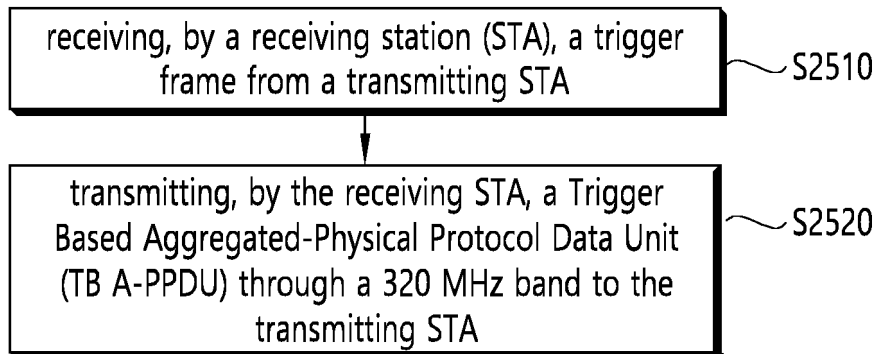 receiving, by a receiving station (STA), a trigger
frame from a transmitting STA
S2510
transmitting, by the receiving STA, a Trigger
Based Aggregated-Physical Protocol Data Unit
(TB A-PPDU) through a 320 MHz band to the
transmitting STA
S2520